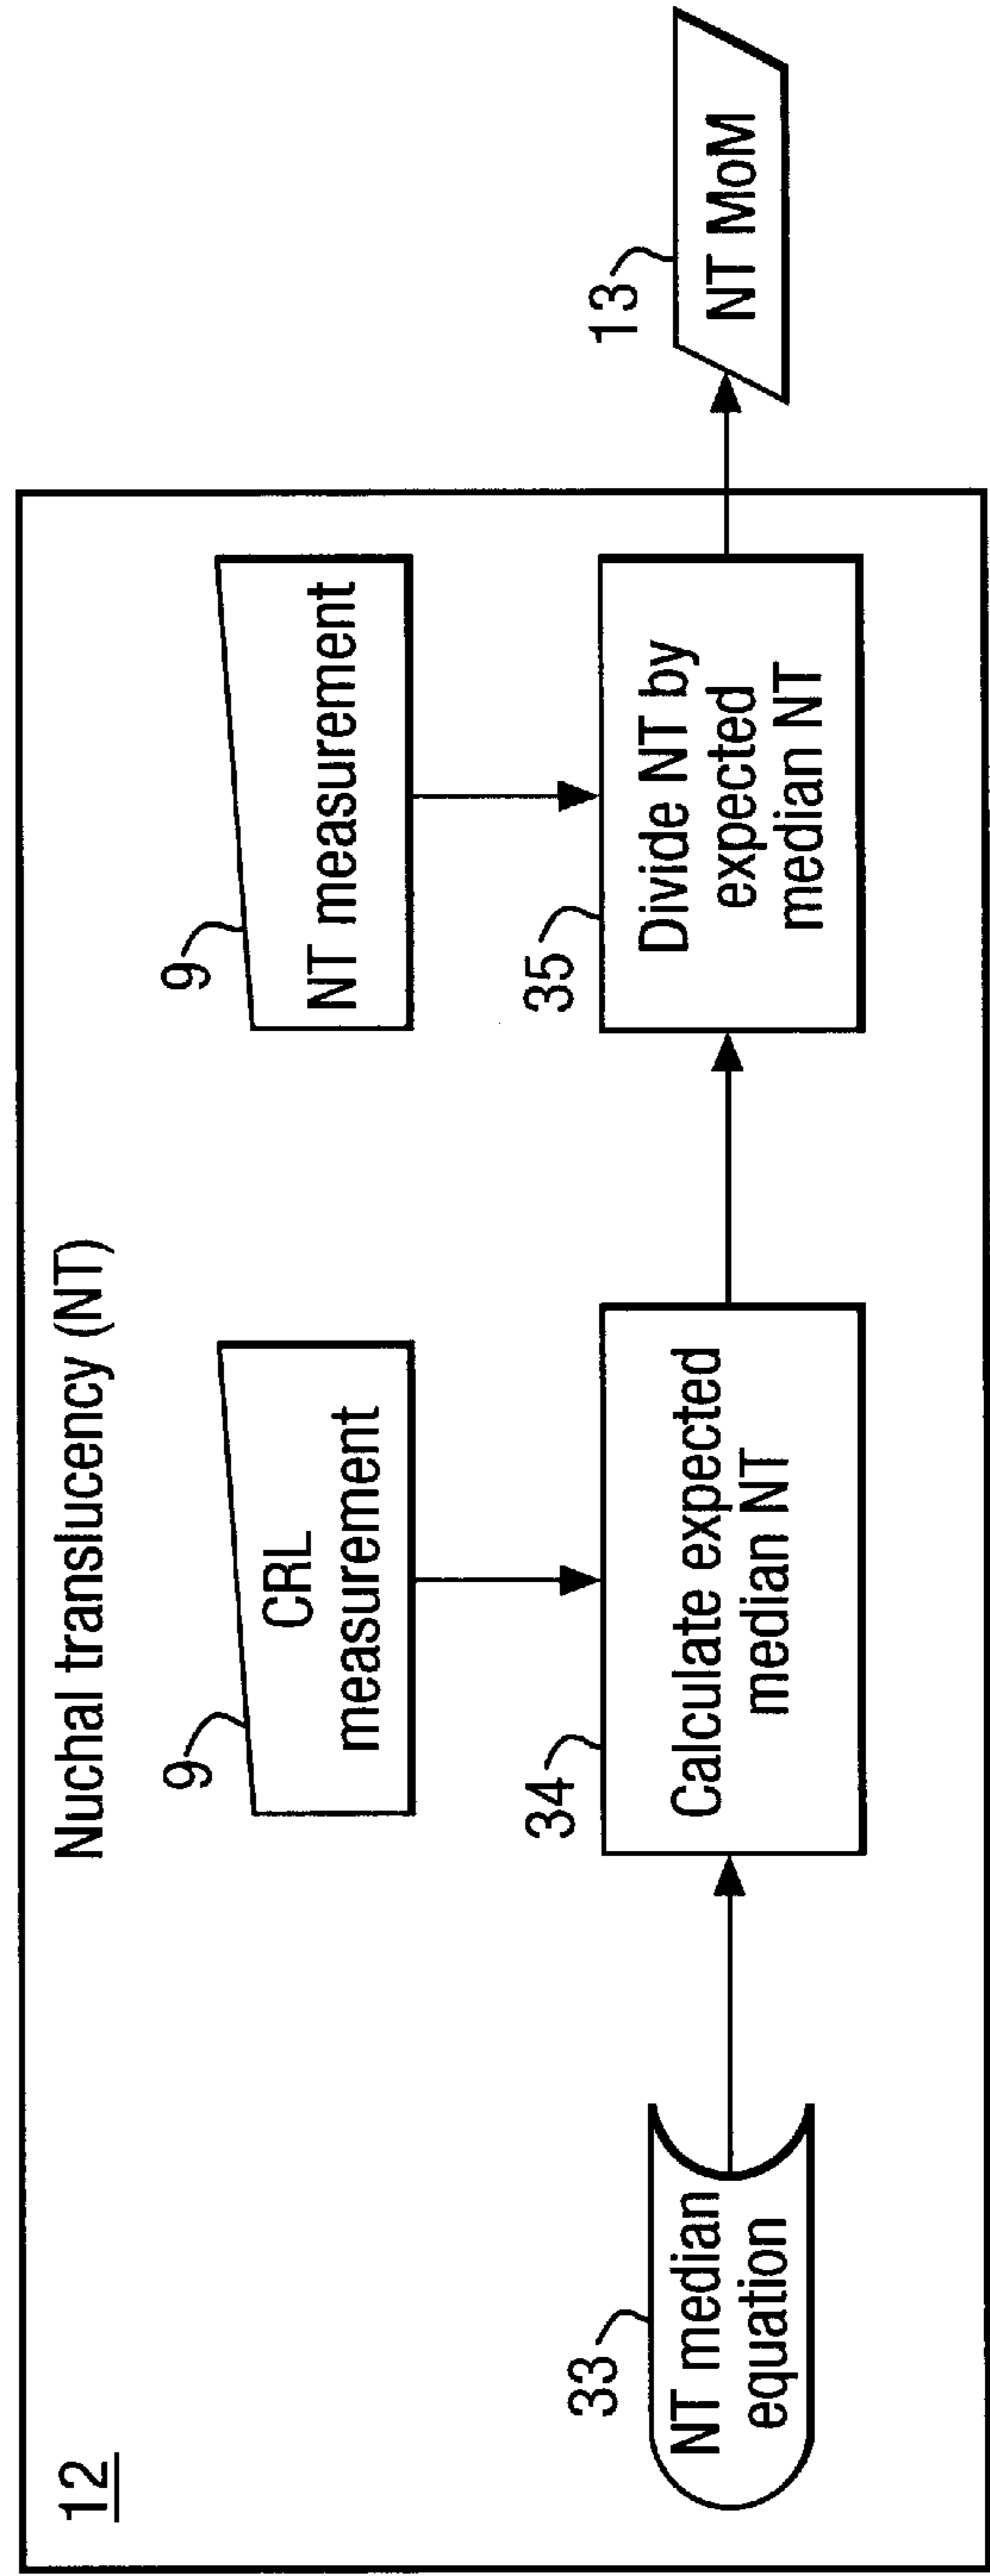 12
Nuchal translucency (NT)
9
CRL
measurement
9
NT measurement
33
NT median
equation
34
Calculate expected
median NT
35
Divide NT by
expected
median NT
13
NT MoM